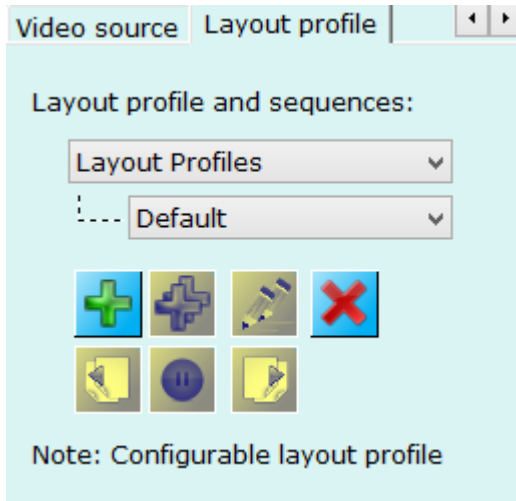 Video source
Layout profile
Layout profile and sequences:
Layout Profiles
Default
Note: Configurable layout profile